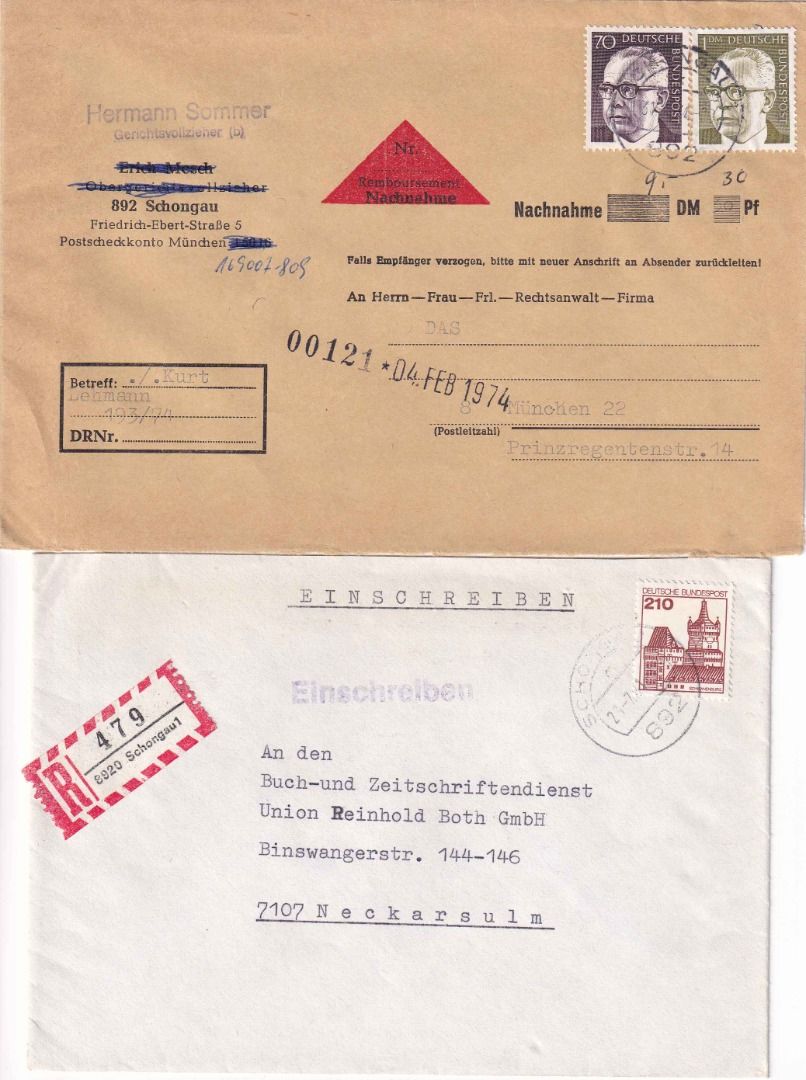 70 DEUTSCHE BUNDESPOST
1 DM DEUTSCHE BUNDESPOST
892
Hermann Sommer
Gerichtsvollzieher (b)
Erich Mesch
892 Schongau
Friedrich-Ebert-Straße 5
Postscheckkonto München
169007-809
Nr.
Remboursement
Nachnahme
9,- 30
Nachnahme DM Pf
Falls Empfänger verzogen, bitte mit neuer Anschrift an Absender zurückleiten!
An Herrn—Frau—Frl.—Rechtsanwalt—Firma
DAS
00121 *04.FEB 1974
8 München 22
(Postleitzahl)
Prinzregentenstr. 14
Betreff: ./.Kurt
Lehmann
193/74
DRNr.
EINSCHREIBEN
DEUTSCHE BUNDESPOST
210
892
Einschreiben
R 479
8920 Schongau 1
An den
Buch-und Zeitschriftendienst
Union Reinhold Both GmbH
Binswangerstr. 144-146
7107 Neckarsulm